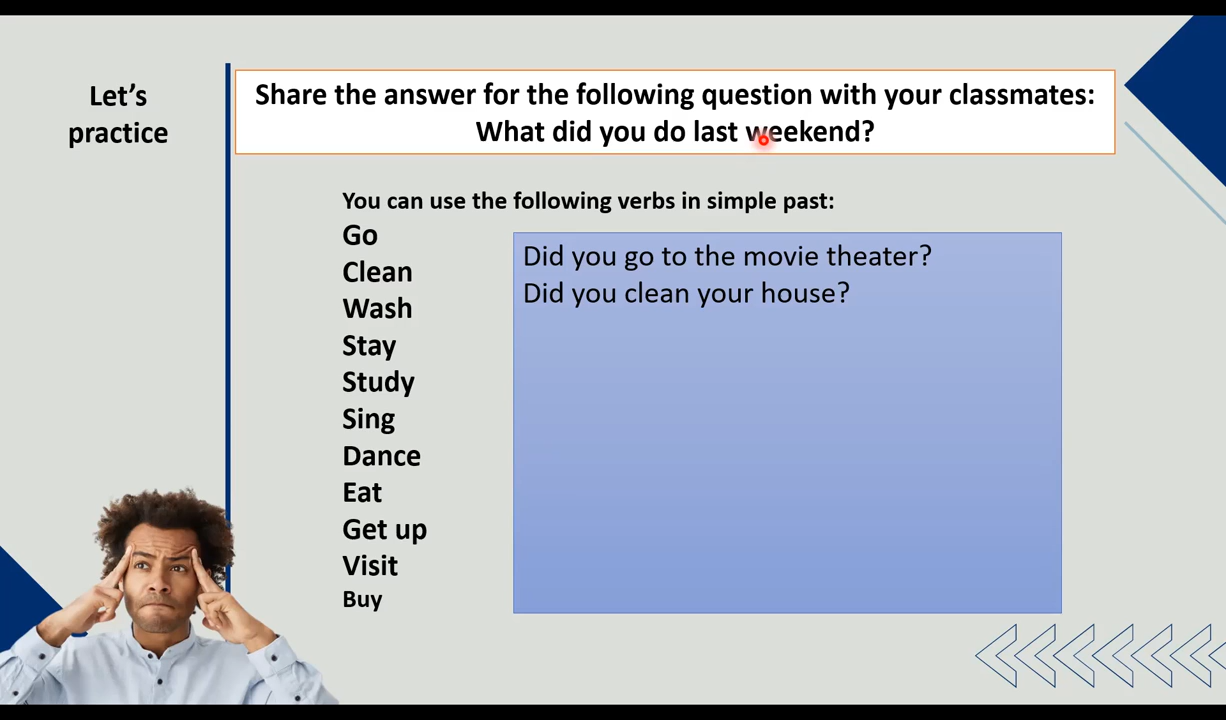 Let's
practice
Share the answer for the following question with your classmates:
What did you do last weekend?
You can use the following verbs in simple past:
Go
Clean
Wash
Stay
Study
Sing
Dance
Eat
Get up
Visit
Buy
Did you go to the movie theater?
Did you clean your house?